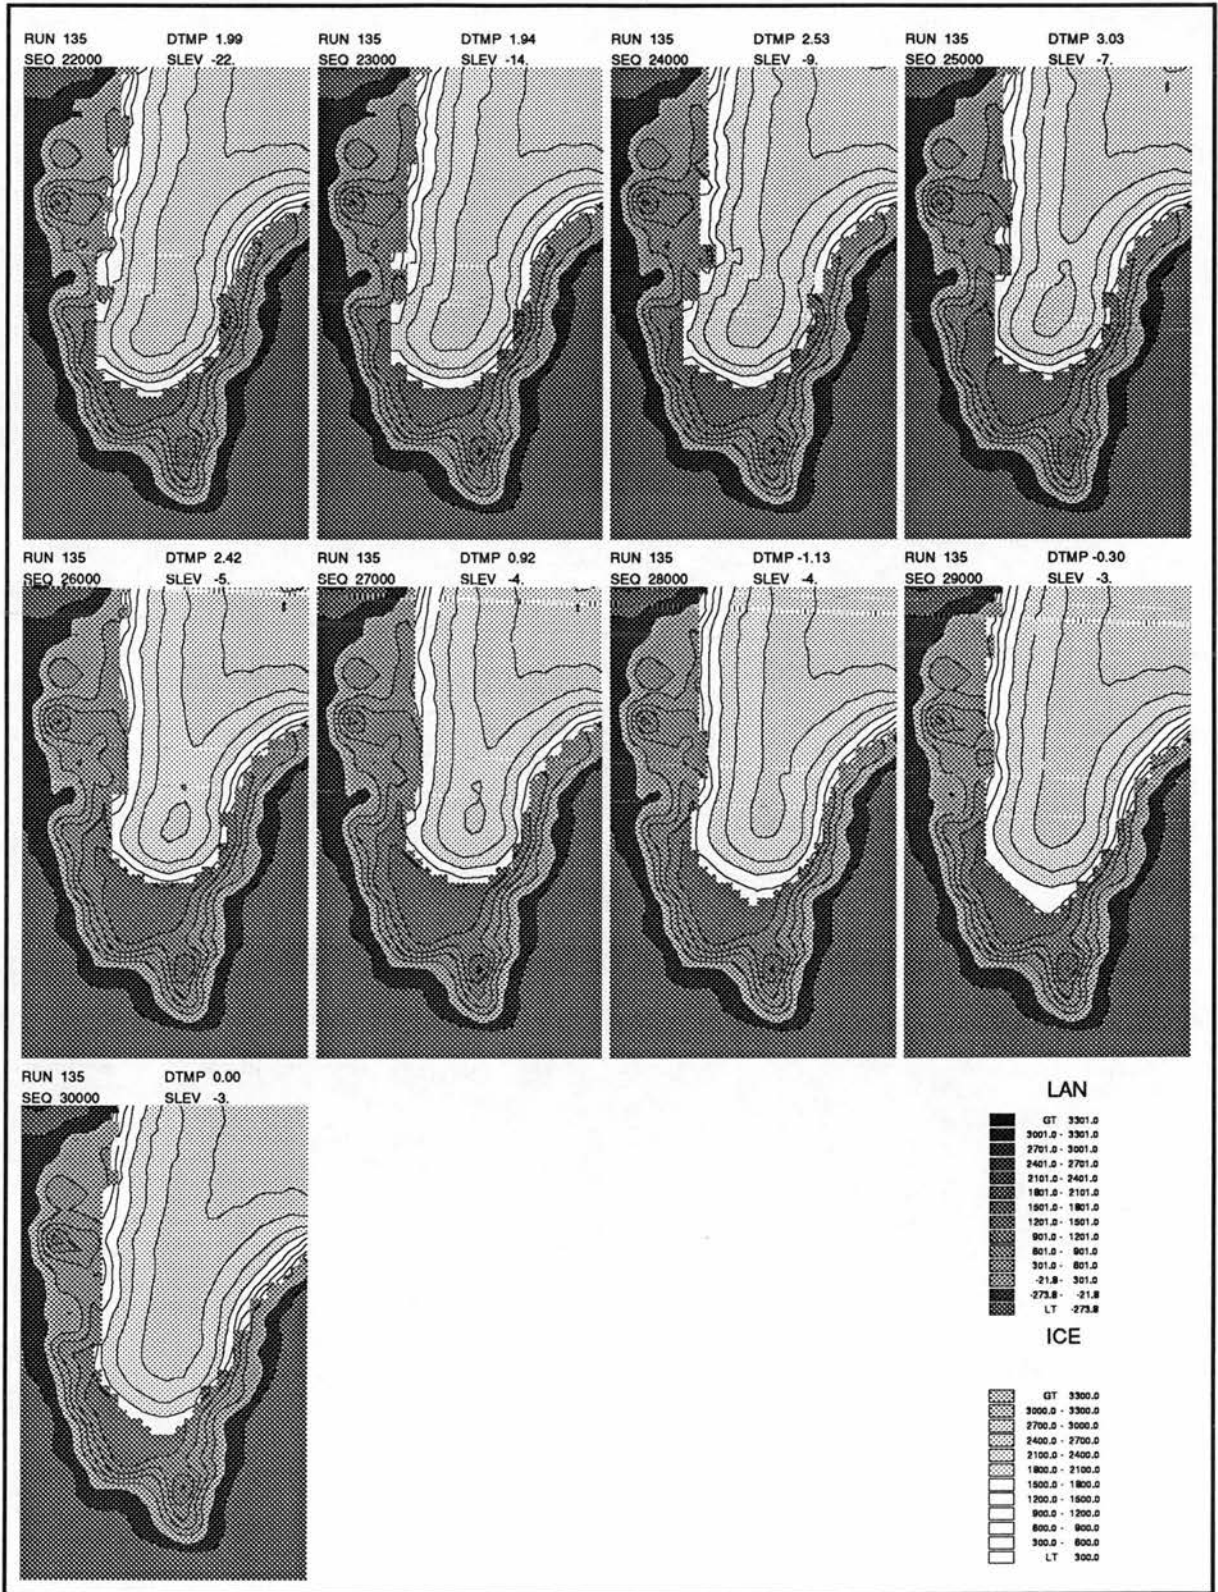 RUN 135 DTMP 1.99 RUN 135 DTMP 1.94 RUN 135 DTMP 2.53 RUN 135 DTMP 3.03
SEQ 22000 SLEV -22. SEQ 23000 SLEV -14. SEQ 24000 SLEV -9. SEQ 25000 SLEV -7.
RUN 135 DTMP 2.42 RUN 135 DTMP 0.92 RUN 135 DTMP -1.13 RUN 135 DTMP -0.30
SEQ 26000 SLEV -5. SEQ 27000 SLEV -4. SEQ 28000 SLEV -4. SEQ 29000 SLEV -3.
RUN 135 DTMP 0.00
SEQ 30000 SLEV -3.
LAN
GT 3301.0
3001.0 - 3301.0
2701.0 - 3001.0
2401.0 - 2701.0
2101.0 - 2401.0
1801.0 - 2101.0
1501.0 - 1801.0
1201.0 - 1501.0
901.0 - 1201.0
601.0 - 901.0
301.0 - 601.0
-21.8 - 301.0
-273.8 - -21.8
LT -273.8
ICE
GT 3300.0
3000.0 - 3300.0
2700.0 - 3000.0
2400.0 - 2700.0
2100.0 - 2400.0
1800.0 - 2100.0
1500.0 - 1800.0
1200.0 - 1500.0
900.0 - 1200.0
600.0 - 900.0
300.0 - 600.0
LT 300.0